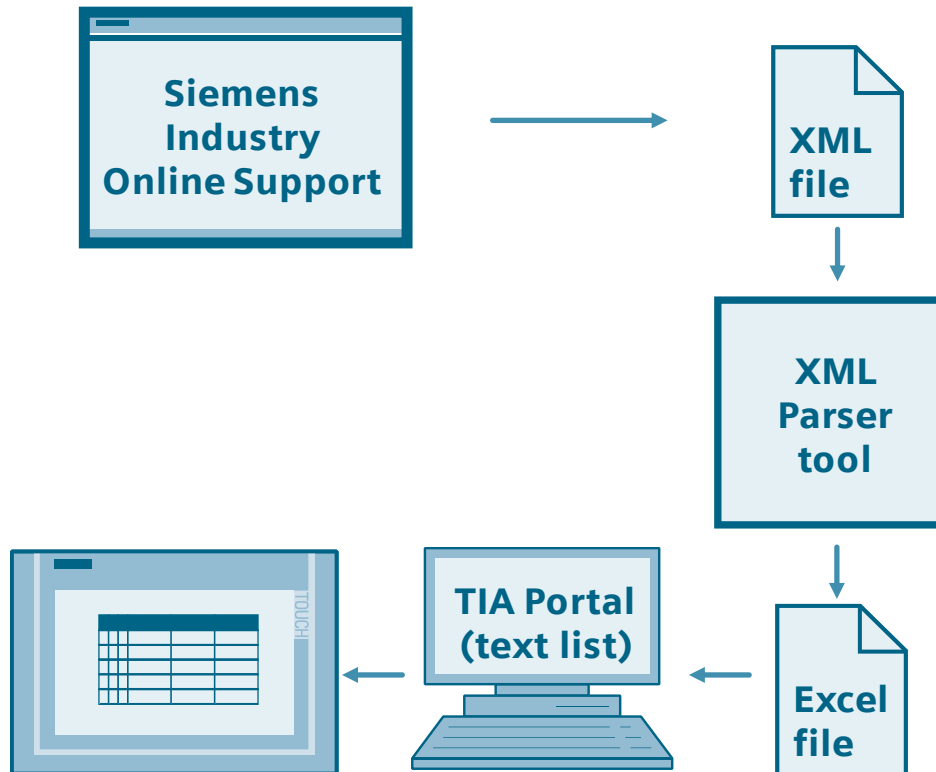 Siemens
Industry
Online Support
XML
file
XML
Parser
tool
TOUCH
TIA Portal
(text list)
Excel
file